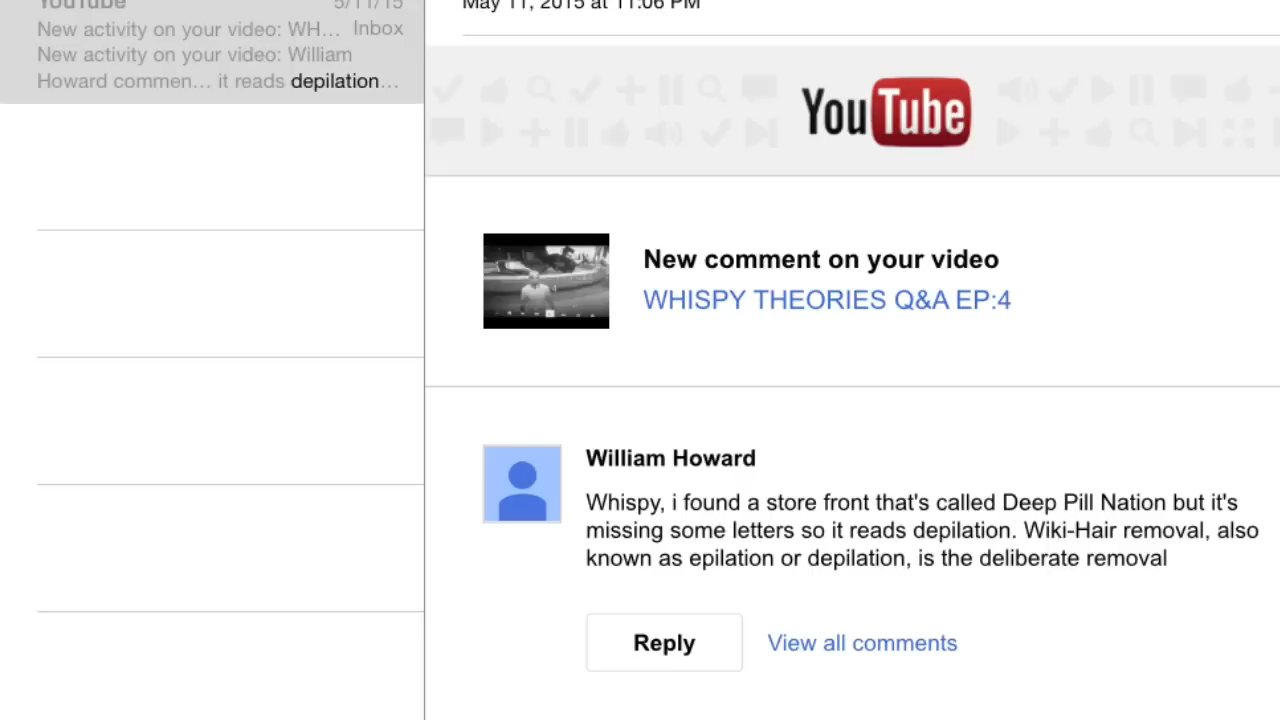 YouTube 5/11/15
New activity on your video: WH... Inbox
New activity on your video: William
Howard commen... it reads depilation...
May 11, 2015 at 11:06 PM
YouTube
New comment on your video
WHISPY THEORIES Q&A EP:4
William Howard
Whispy, i found a store front that's called Deep Pill Nation but it's
missing some letters so it reads depilation. Wiki-Hair removal, also
known as epilation or depilation, is the deliberate removal
Reply View all comments